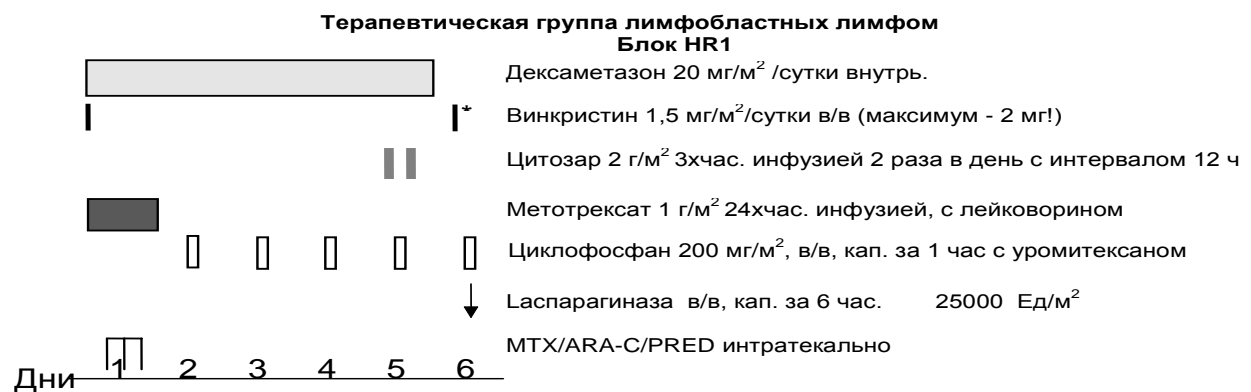 Терапевтическая группа лимфобластных лимфом
Блок HR1
Дексаметазон 20 мг/м² /сутки внутрь.
* Винкристин 1,5 мг/м²/сутки в/в (максимум - 2 мг!)
Цитозар 2 г/м² 3хчас. инфузией 2 раза в день с интервалом 12 ч
Метотрексат 1 г/м² 24хчас. инфузией, с лейковорином
Циклофосфан 200 мг/м², в/в, кап. за 1 час с уромитексаном
Lаспарагиназа в/в, кап. за 6 час. 25000 Ед/м²
MTX/ARA-C/PRED интратекально
Дни 1 2 3 4 5 6